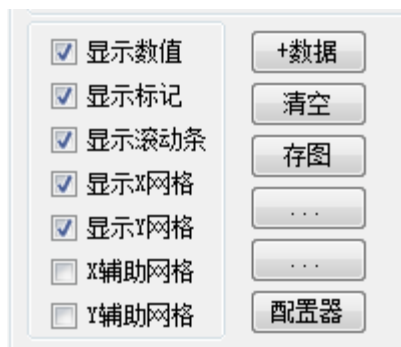 显示数值
显示标记
显示滚动条
显示X网格
显示Y网格
X辅助网格
Y辅助网格
+数据
清空
存图
...
...
配置器